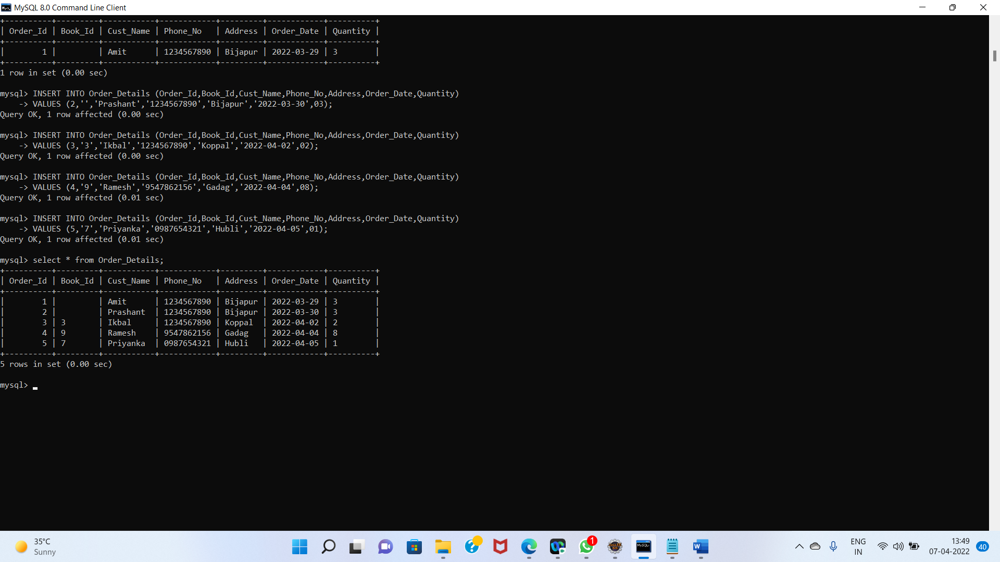 MySQL 8.0 Command Line Client
+----------+---------+-----------+------------+---------+------------+----------+
| Order_Id | Book_Id | Cust_Name | Phone_No   | Address | Order_Date | Quantity |
+----------+---------+-----------+------------+---------+------------+----------+
|        1 |         | Amit      | 1234567890 | Bijapur | 2022-03-29 | 3        |
+----------+---------+-----------+------------+---------+------------+----------+
1 row in set (0.00 sec)
mysql> INSERT INTO Order_Details (Order_Id,Book_Id,Cust_Name,Phone_No,Address,Order_Date,Quantity)
    -> VALUES (2,'','Prashant','1234567890','Bijapur','2022-03-30',03);
Query OK, 1 row affected (0.00 sec)
mysql> INSERT INTO Order_Details (Order_Id,Book_Id,Cust_Name,Phone_No,Address,Order_Date,Quantity)
    -> VALUES (3,'3','Ikbal','1234567890','Koppal','2022-04-02',02);
Query OK, 1 row affected (0.00 sec)
mysql> INSERT INTO Order_Details (Order_Id,Book_Id,Cust_Name,Phone_No,Address,Order_Date,Quantity)
    -> VALUES (4,'9','Ramesh','9547862156','Gadag','2022-04-04',08);
Query OK, 1 row affected (0.01 sec)
mysql> INSERT INTO Order_Details (Order_Id,Book_Id,Cust_Name,Phone_No,Address,Order_Date,Quantity)
    -> VALUES (5,'7','Priyanka','0987654321','Hubli','2022-04-05',01);
Query OK, 1 row affected (0.01 sec)
mysql> select * from Order_Details;
+----------+---------+-----------+------------+---------+------------+----------+
| Order_Id | Book_Id | Cust_Name | Phone_No   | Address | Order_Date | Quantity |
+----------+---------+-----------+------------+---------+------------+----------+
|        1 |         | Amit      | 1234567890 | Bijapur | 2022-03-29 | 3        |
|        2 |         | Prashant  | 1234567890 | Bijapur | 2022-03-30 | 3        |
|        3 | 3       | Ikbal     | 1234567890 | Koppal  | 2022-04-02 | 2        |
|        4 | 9       | Ramesh    | 9547862156 | Gadag   | 2022-04-04 | 8        |
|        5 | 7       | Priyanka  | 0987654321 | Hubli   | 2022-04-05 | 1        |
+----------+---------+-----------+------------+---------+------------+----------+
5 rows in set (0.00 sec)
mysql>
35°C
Sunny
1
ENG
IN
13:49
07-04-2022
40